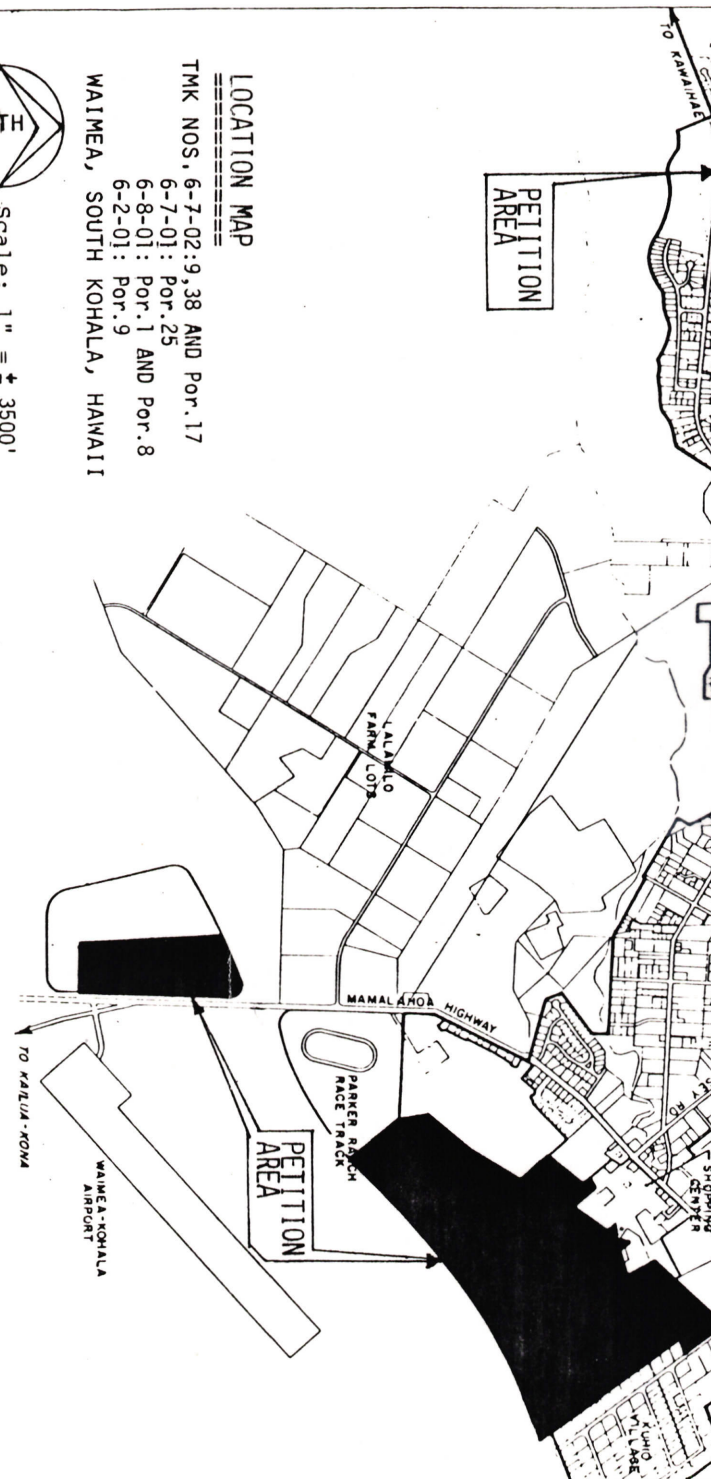 TO KAWAIHAE
PETITION
AREA
LOCATION MAP
============
TMK NOS. 6-7-02:9,38 AND Por.17
6-7-01: Por.25
6-8-01: Por.1 AND Por.8
6-2-01: Por.9
WAIMEA, SOUTH KOHALA, HAWAII
Scale: 1" = ± 3500'
LALAMILO
FARM LOTS
MAMALAHOA HIGHWAY
PARKER RANCH
RACE TRACK
SHOPPING
CENTER
PETITION
AREA
TO KAILUA-KONA
WAIMEA-KOHALA
AIRPORT
KUHIO
VILLAGE